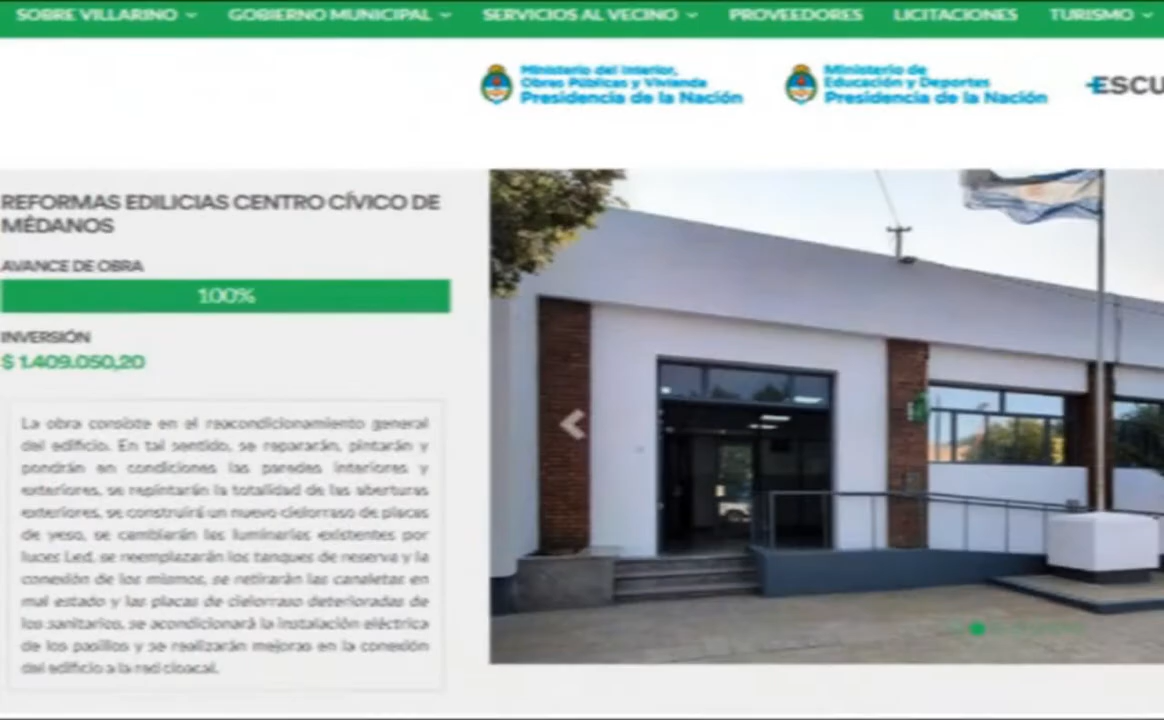 SOBRE VILLARINO
GOBIERNO MUNICIPAL
SERVICIOS AL VECINO
PROVEEDORES
LICITACIONES
TURISMO
Ministerio del Interior,
Obras Públicas y Vivienda
Presidencia de la Nación
Ministerio de
Educación y Deportes
Presidencia de la Nación
ESCU
REFORMAS EDILICIAS CENTRO CÍVICO DE
MÉDANOS
AVANCE DE OBRA
100%
INVERSIÓN
$ 1.409.050,20
La obra consiste en el reacondicionamiento general
del edificio. En tal sentido, se repararán, pintarán y
pondrán en condiciones las paredes interiores y
exteriores, se repintarán la totalidad de las aberturas
exteriores, se construirá un nuevo cielorraso de placas
de yeso, se cambiarán las luminarias existentes por
luces Led, se reemplazarán los tanques de reserva y la
conexión de los mismos, se retirarán las canaletas en
mal estado y las placas de cielorraso deterioradas de
los sanitarios, se acondicionará la instalación eléctrica
de los pasillos y se realizarán mejoras en la conexión
del edificio a la red cloacal.